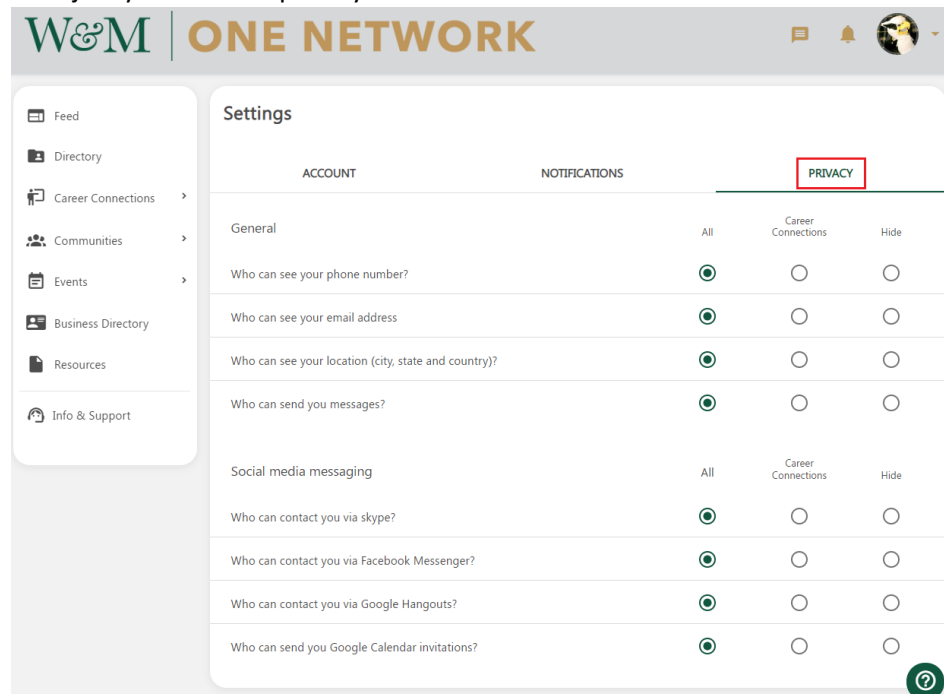 W&M | ONE NETWORK
Feed
Directory
Career Connections
Communities
Events
Business Directory
Resources
Info & Support
Settings
ACCOUNT NOTIFICATIONS PRIVACY
General All Career Connections Hide
Who can see your phone number?
Who can see your email address
Who can see your location (city, state and country)?
Who can send you messages?
Social media messaging All Career Connections Hide
Who can contact you via skype?
Who can contact you via Facebook Messenger?
Who can contact you via Google Hangouts?
Who can send you Google Calendar invitations?